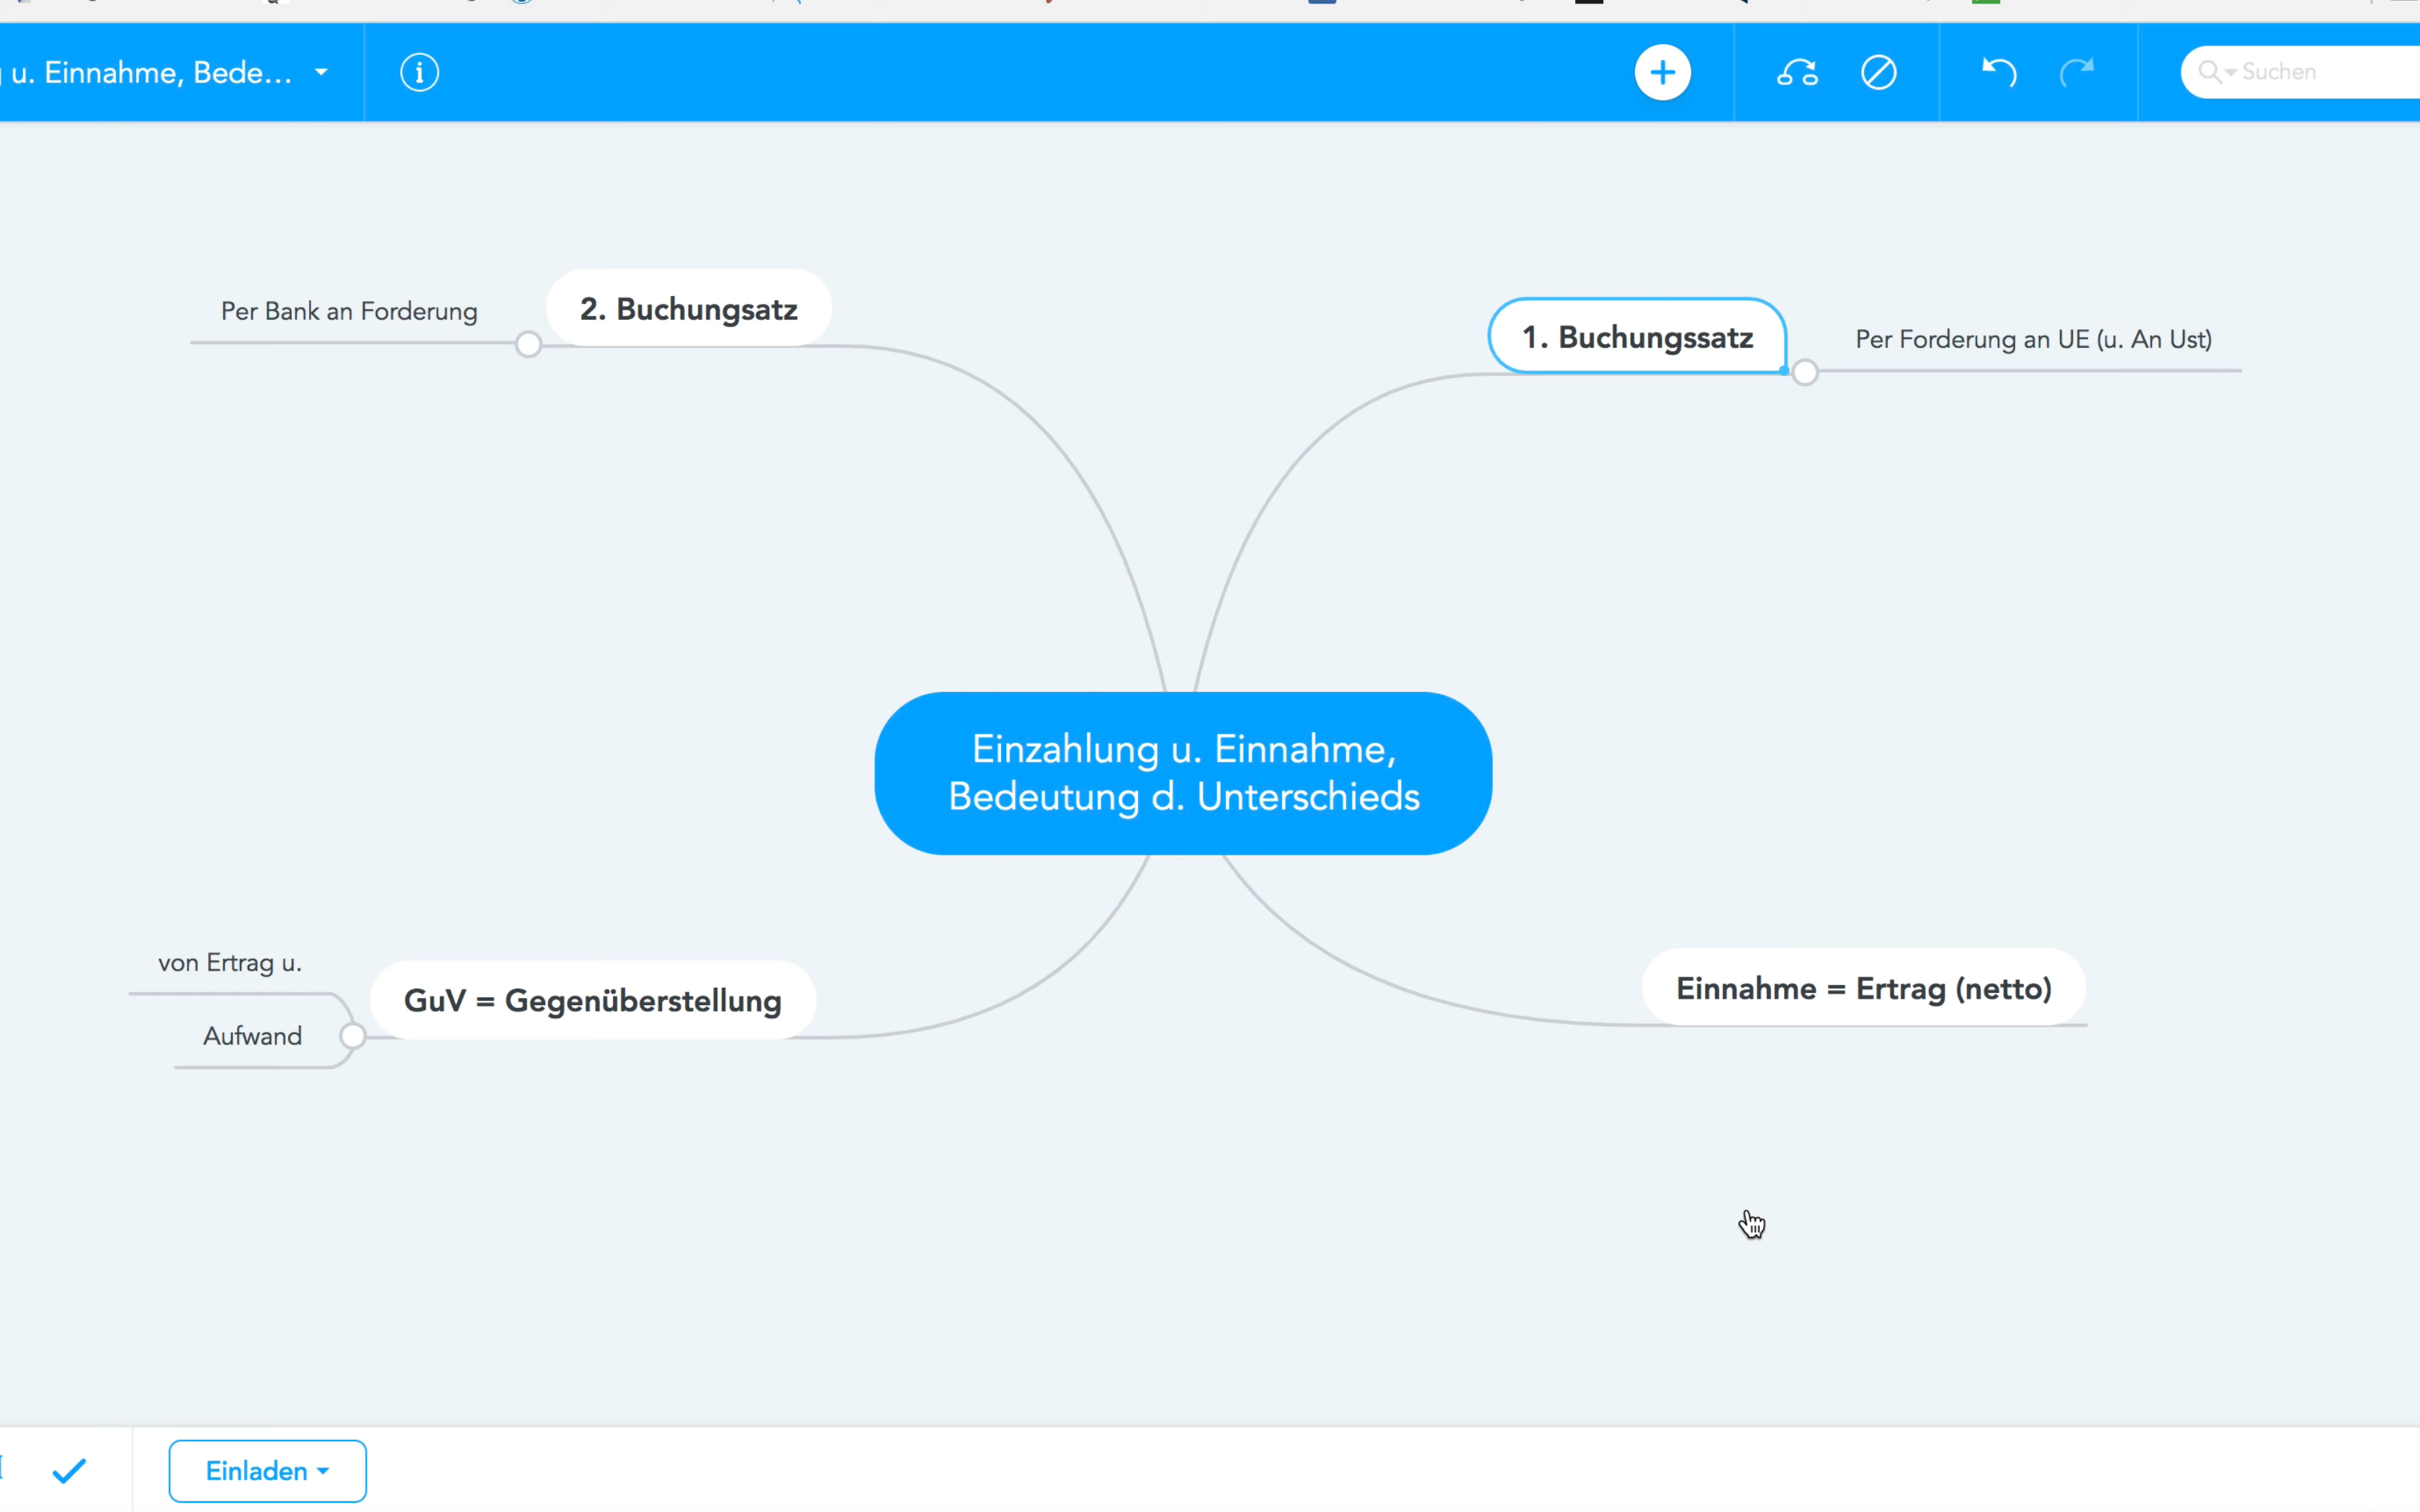 u. Einnahme, Bede...
Suchen
2. Buchungsatz
Per Bank an Forderung
1. Buchungssatz
Per Forderung an UE (u. An Ust)
Einzahlung u. Einnahme,
Bedeutung d. Unterschieds
GuV = Gegenüberstellung
von Ertrag u.
Aufwand
Einnahme = Ertrag (netto)
Einladen